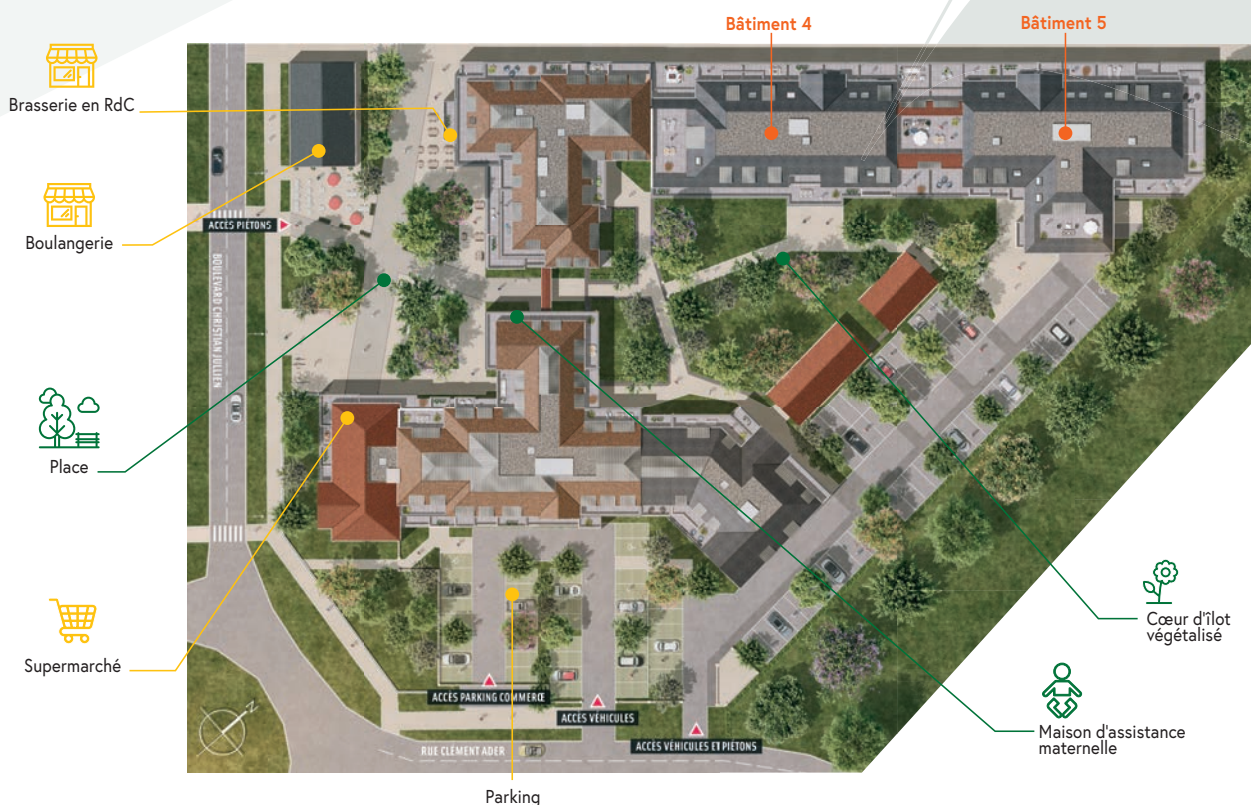 Bâtiment 4
Bâtiment 5
Brasserie en RdC
Boulangerie
ACCÈS PIÉTONS
BOULEVARD CHRISTIAN JULLIEN
Place
Supermarché
Cœur d'îlot
végétalisé
Maison d'assistance
maternelle
ACCÈS PARKING COMMERCE
ACCÈS VÉHICULES
ACCÈS VÉHICULES ET PIÉTONS
RUE CLÉMENT ADER
N
Parking